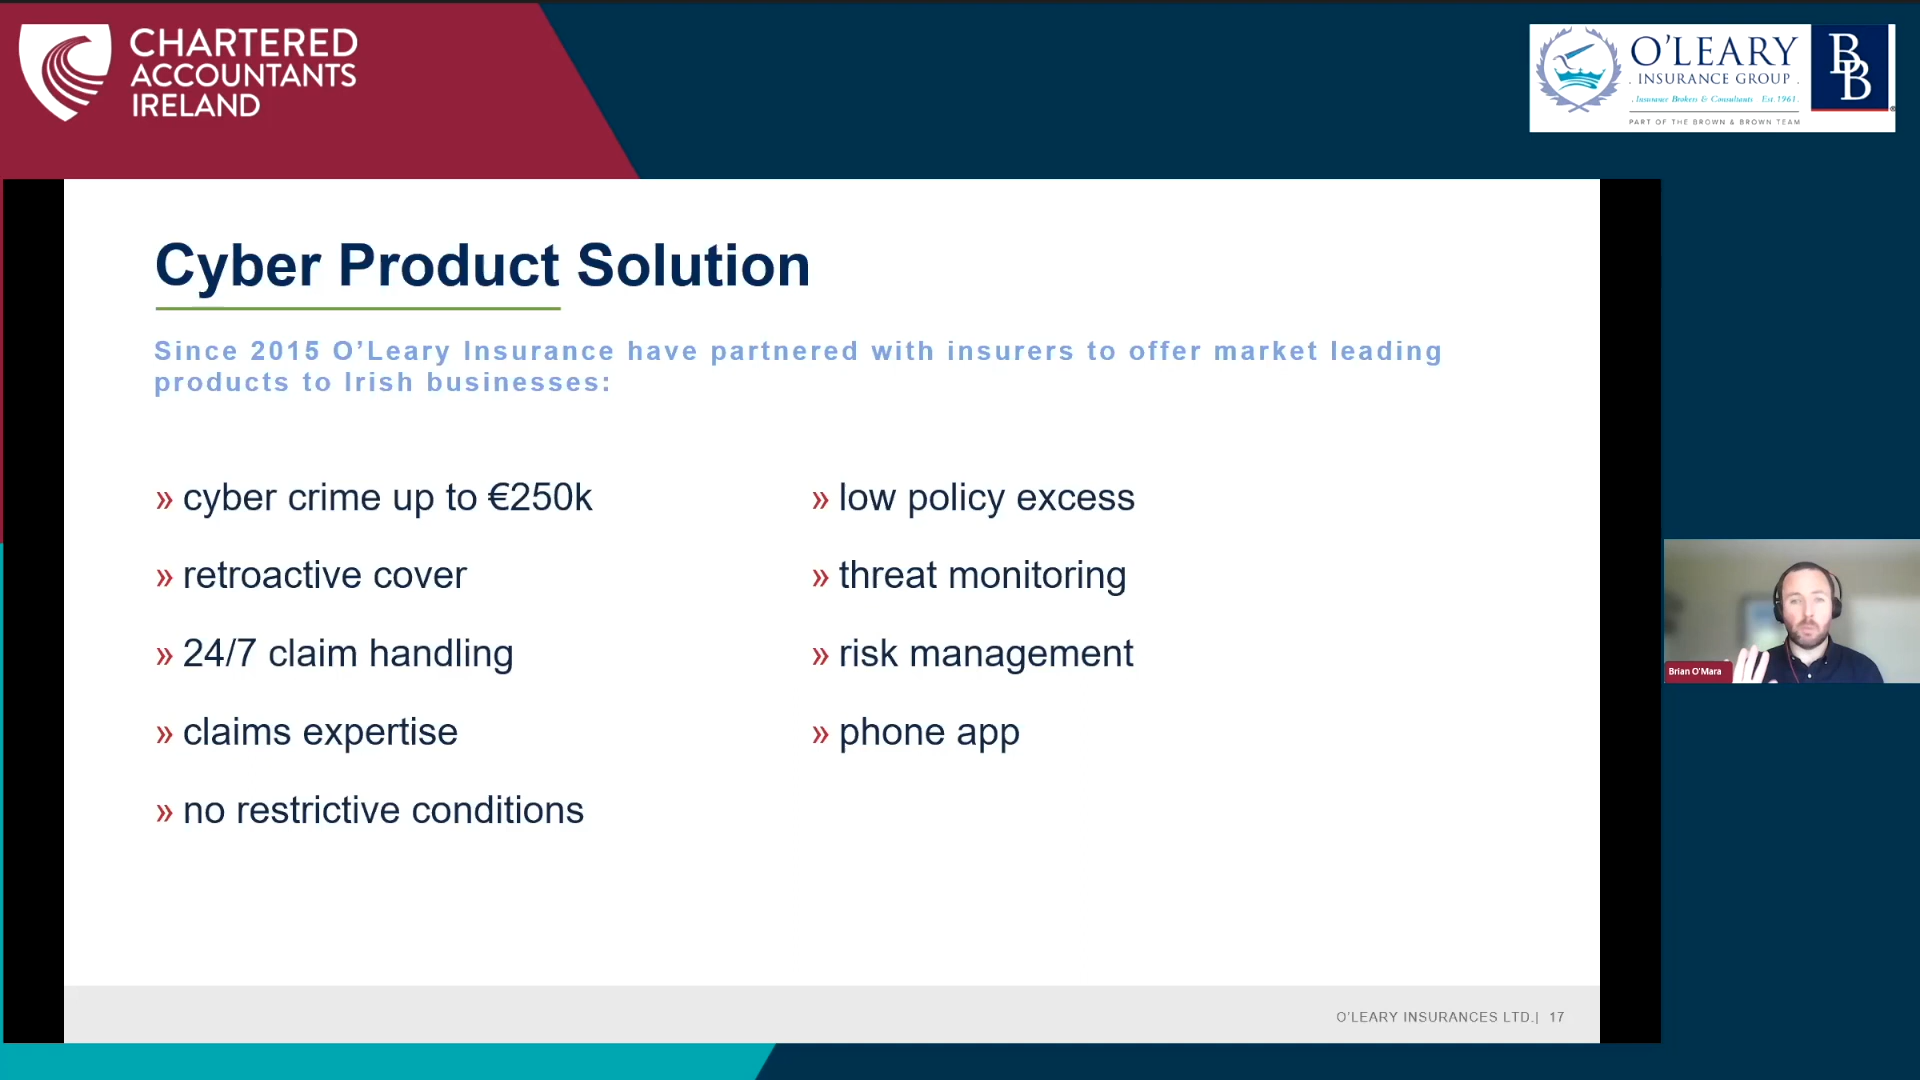 CHARTERED
ACCOUNTANTS
IRELAND
O'LEARY
. INSURANCE GROUP .
. Insurance Brokers & Consultants Est.1961 .
PART OF THE BROWN & BROWN TEAM
BB
®
Cyber Product Solution
Since 2015 O’Leary Insurance have partnered with insurers to offer market leading
products to Irish businesses:
» cyber crime up to €250k
» retroactive cover
» 24/7 claim handling
» claims expertise
» no restrictive conditions
» low policy excess
» threat monitoring
» risk management
» phone app
Brian O'Mara
O’LEARY INSURANCES LTD.| 17